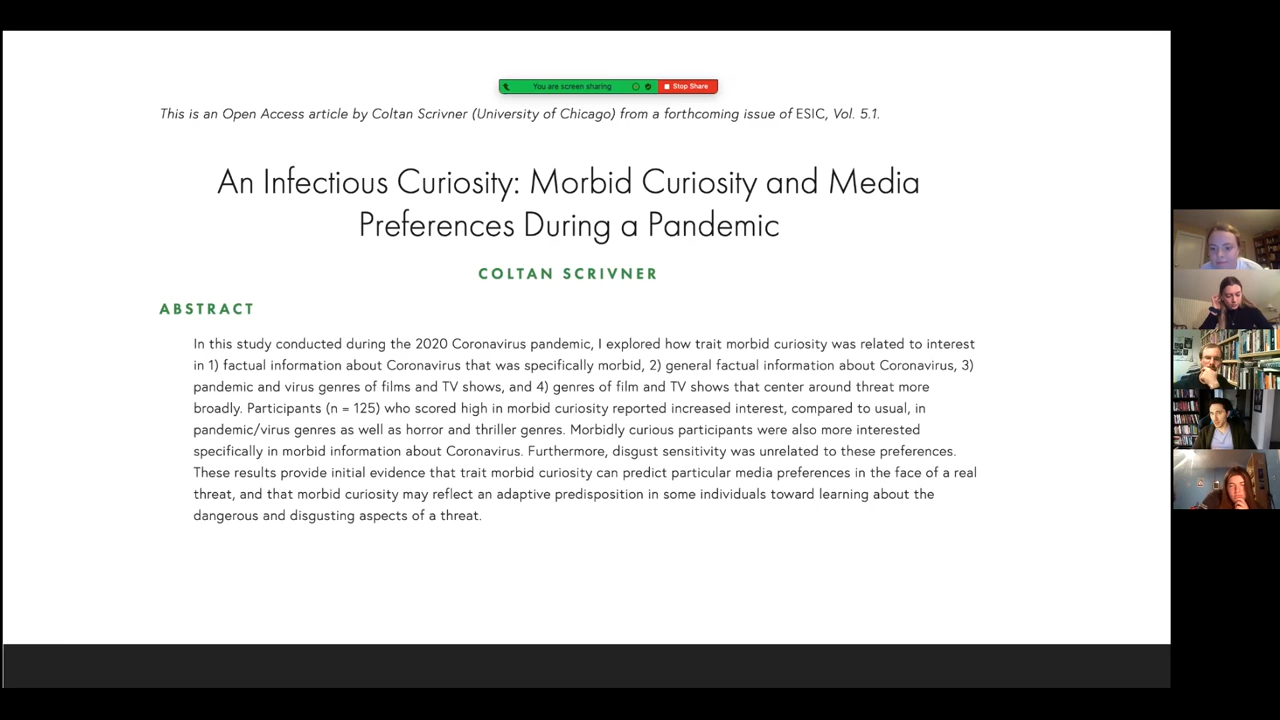 You are screen sharing Stop Share
This is an Open Access article by Coltan Scrivner (University of Chicago) from a forthcoming issue of ESIC, Vol. 5.1.
An Infectious Curiosity: Morbid Curiosity and Media
Preferences During a Pandemic
COLTAN SCRIVNER
ABSTRACT
In this study conducted during the 2020 Coronavirus pandemic, I explored how trait morbid curiosity was related to interest
in 1) factual information about Coronavirus that was specifically morbid, 2) general factual information about Coronavirus, 3)
pandemic and virus genres of films and TV shows, and 4) genres of film and TV shows that center around threat more
broadly. Participants (n = 125) who scored high in morbid curiosity reported increased interest, compared to usual, in
pandemic/virus genres as well as horror and thriller genres. Morbidly curious participants were also more interested
specifically in morbid information about Coronavirus. Furthermore, disgust sensitivity was unrelated to these preferences.
These results provide initial evidence that trait morbid curiosity can predict particular media preferences in the face of a real
threat, and that morbid curiosity may reflect an adaptive predisposition in some individuals toward learning about the
dangerous and disgusting aspects of a threat.